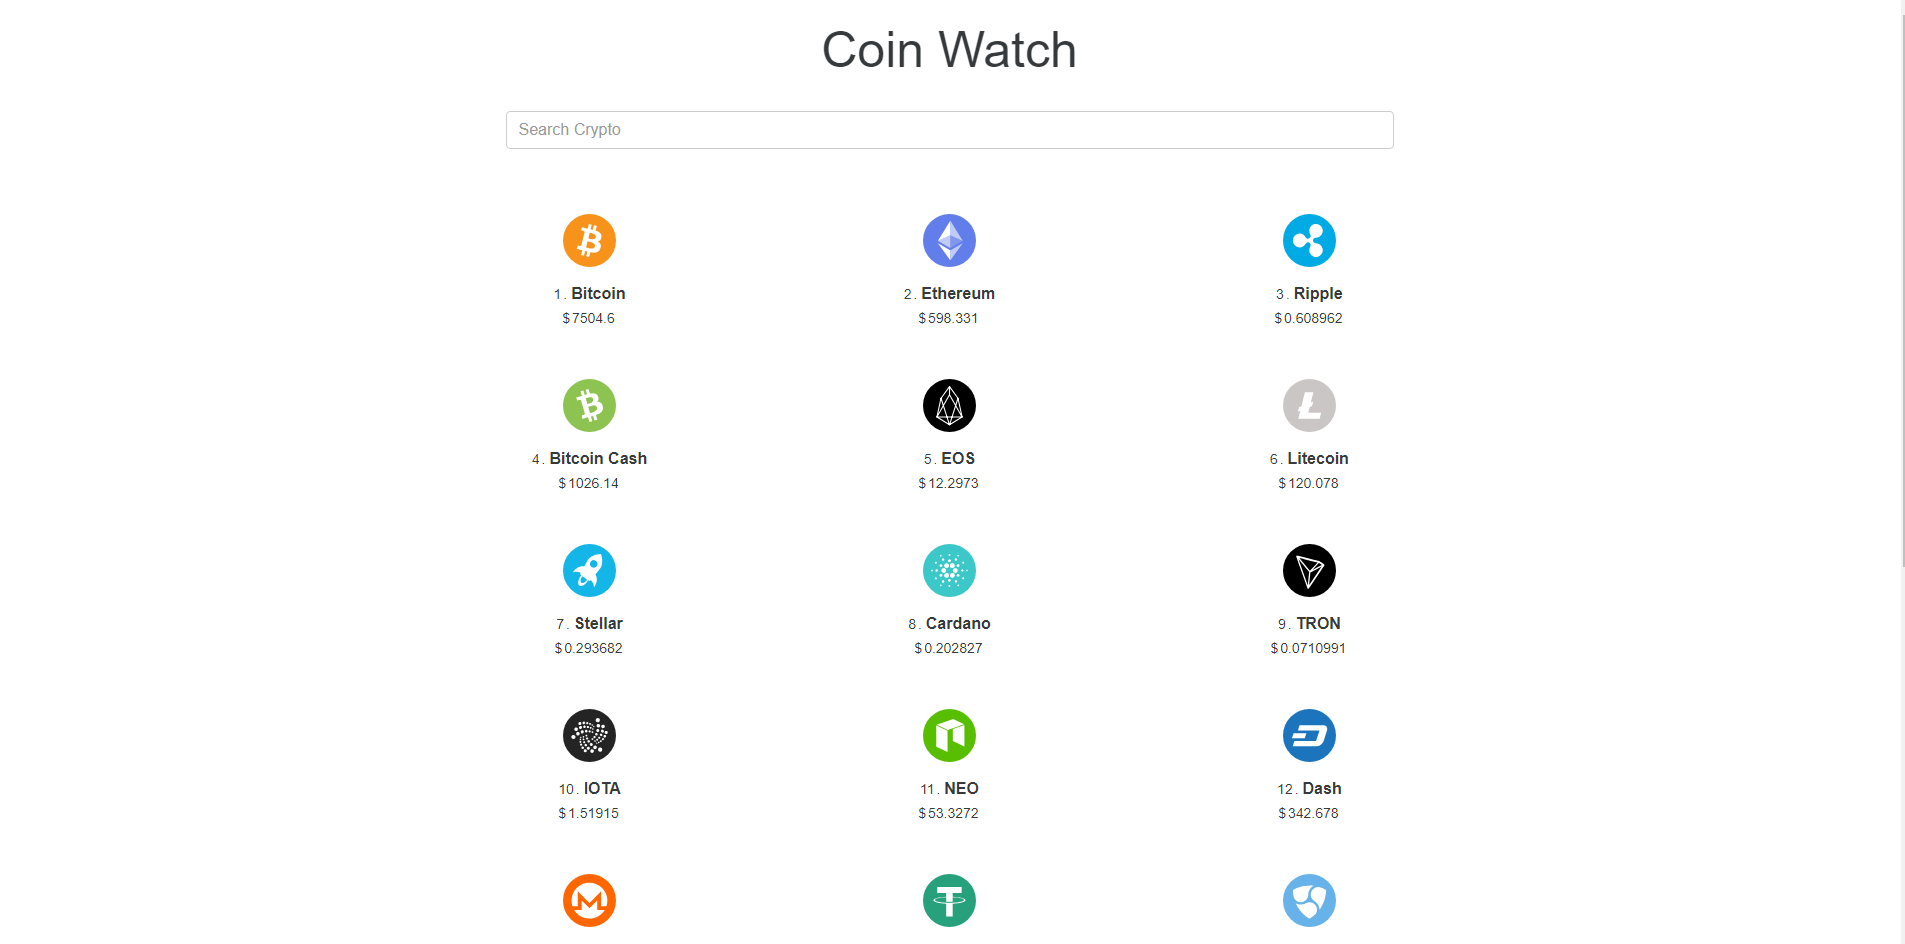 Coin Watch
Search Crypto
1. Bitcoin
$7504.6
2. Ethereum
$598.331
3. Ripple
$0.608962
4. Bitcoin Cash
$1026.14
5. EOS
$12.2973
6. Litecoin
$120.078
7. Stellar
$0.293682
8. Cardano
$0.202827
9. TRON
$0.0710991
10. IOTA
$1.51915
11. NEO
$53.3272
12. Dash
$342.678